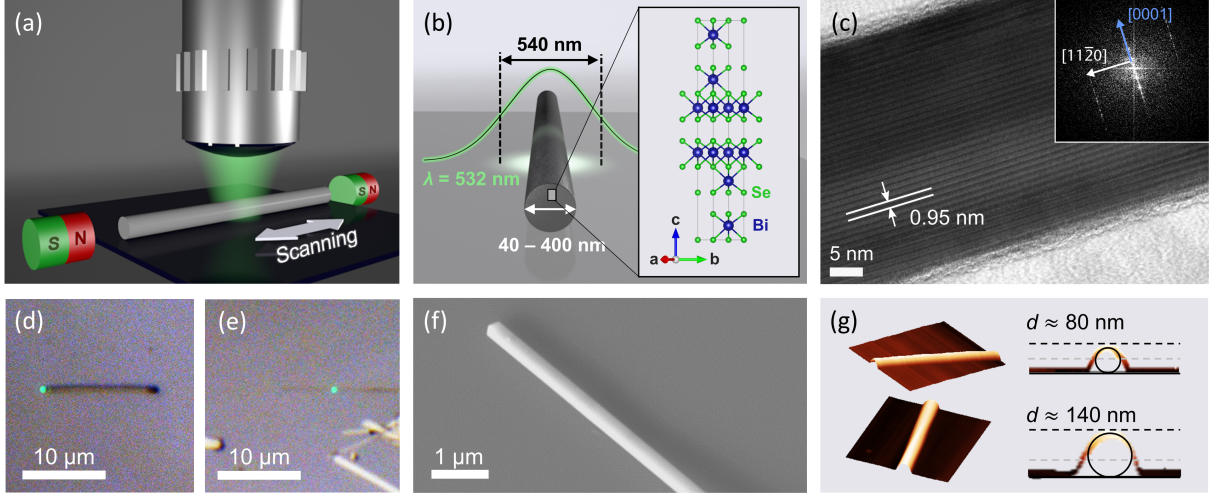 (a)
S N
S N
Scanning
(b)
540 nm
λ = 532 nm
40 – 400 nm
Se
Bi
c
a
b
(c)
[0001]
[112̄0]
0.95 nm
5 nm
(d)
10 μm
(e)
10 μm
(f)
1 μm
(g)
d ≈ 80 nm
d ≈ 140 nm